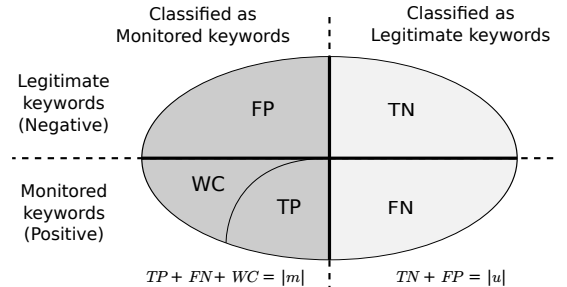 Classified as
Monitored keywords
Classified as
Legitimate keywords
Legitimate
keywords
(Negative)
FP
TN
Monitored
keywords
(Positive)
WC
TP
FN
TP + FN + WC = |m|
TN + FP = |u|